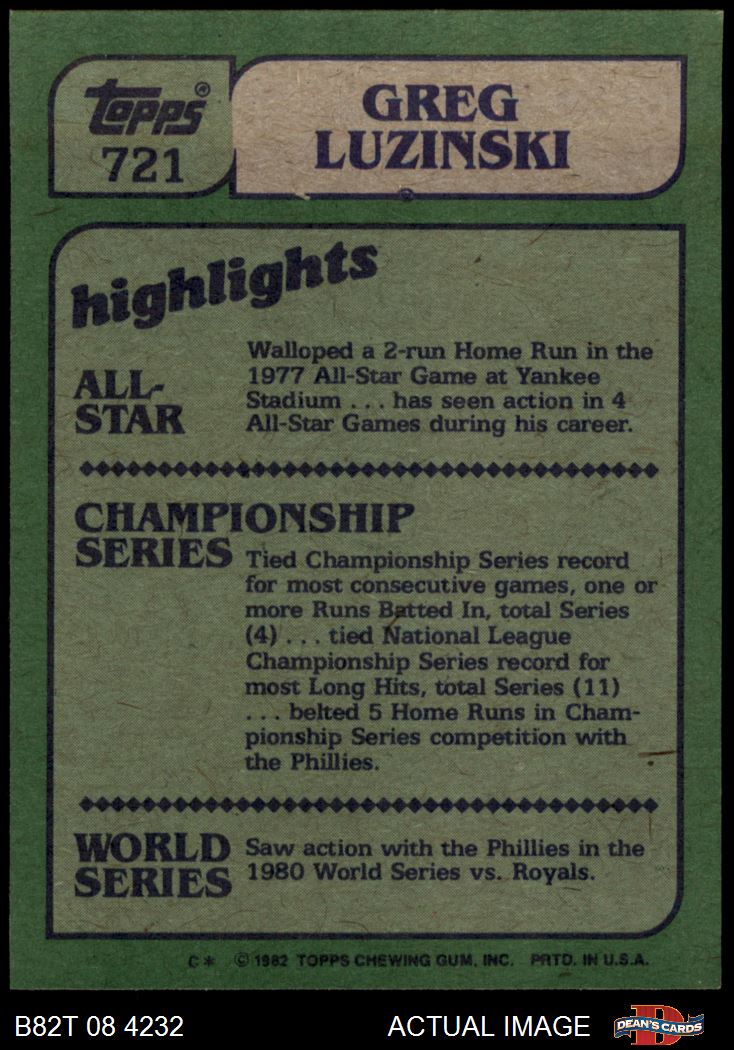 topps®
721
GREG
LUZINSKI
highlights
ALL-
STAR
Walloped a 2-run Home Run in the
1977 All-Star Game at Yankee
Stadium . . . has seen action in 4
All-Star Games during his career.
CHAMPIONSHIP
SERIES
Tied Championship Series record
for most consecutive games, one or
more Runs Batted In, total Series
(4) . . . tied National League
Championship Series record for
most Long Hits, total Series (11)
. . . belted 5 Home Runs in Cham-
pionship Series competition with
the Phillies.
WORLD
SERIES
Saw action with the Phillies in the
1980 World Series vs. Royals.
C* © 1982 TOPPS CHEWING GUM, INC. PRTD. IN U.S.A.
B82T 08 4232
ACTUAL IMAGE
D
DEAN'S CARDS